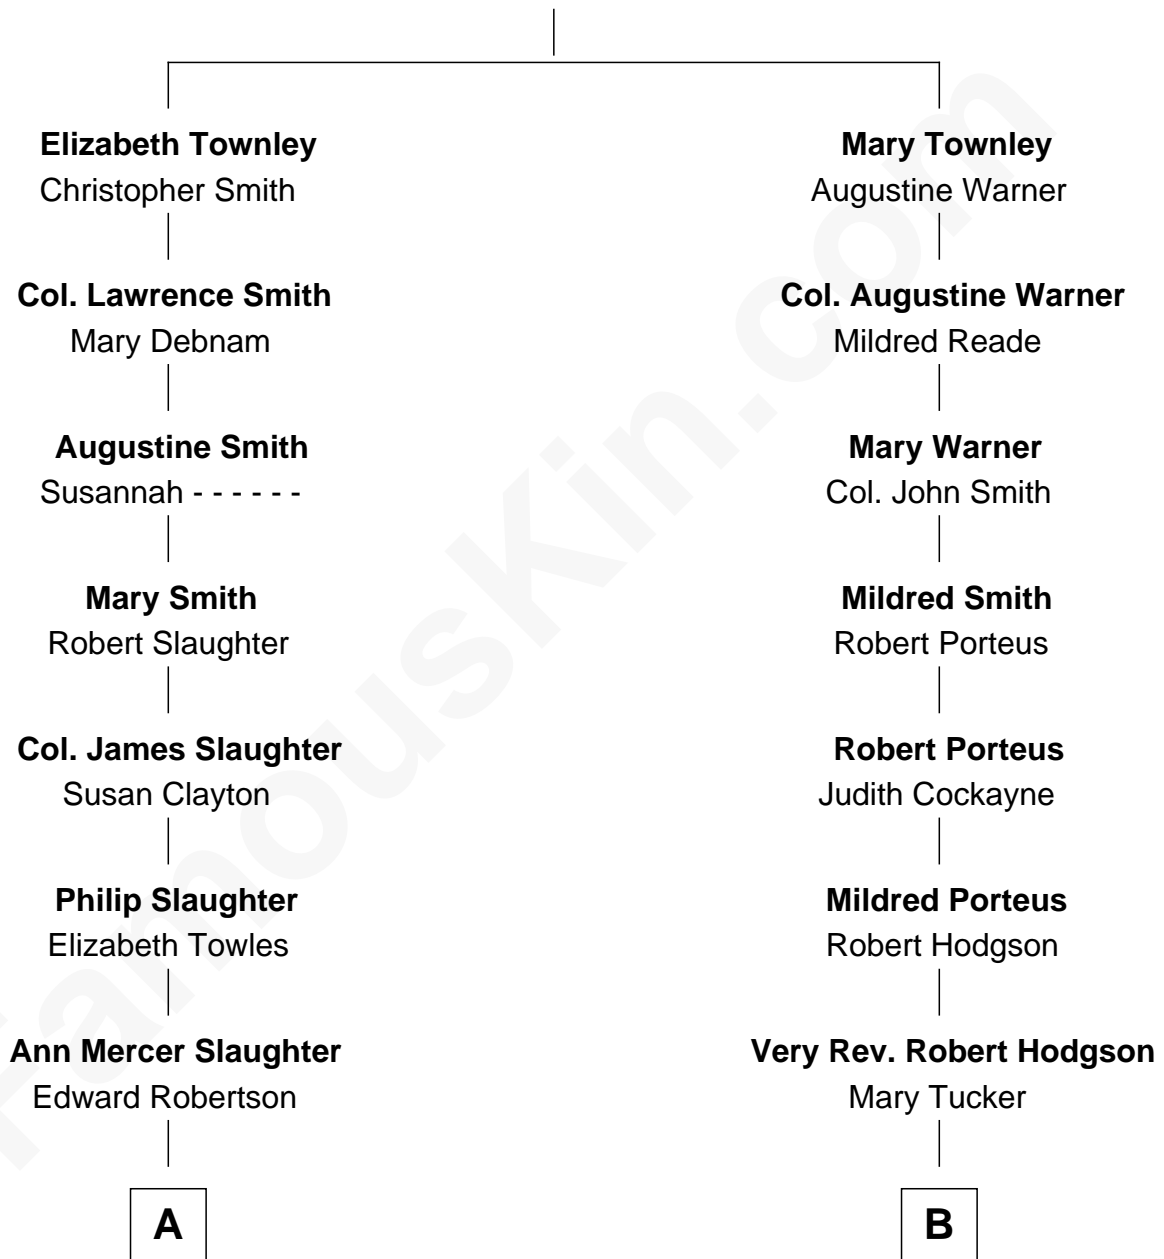 Elizabeth Townley
Christopher Smith
Mary Townley
Augustine Warner
Col. Lawrence Smith
Mary Debnam
Col. Augustine Warner
Mildred Reade
Augustine Smith
Susannah - - - - - -
Mary Warner
Col. John Smith
Mary Smith
Robert Slaughter
Mildred Smith
Robert Porteus
Col. James Slaughter
Susan Clayton
Robert Porteus
Judith Cockayne
Philip Slaughter
Elizabeth Towles
Mildred Porteus
Robert Hodgson
Ann Mercer Slaughter
Edward Robertson
Very Rev. Robert Hodgson
Mary Tucker
A
B
FamousKin.com